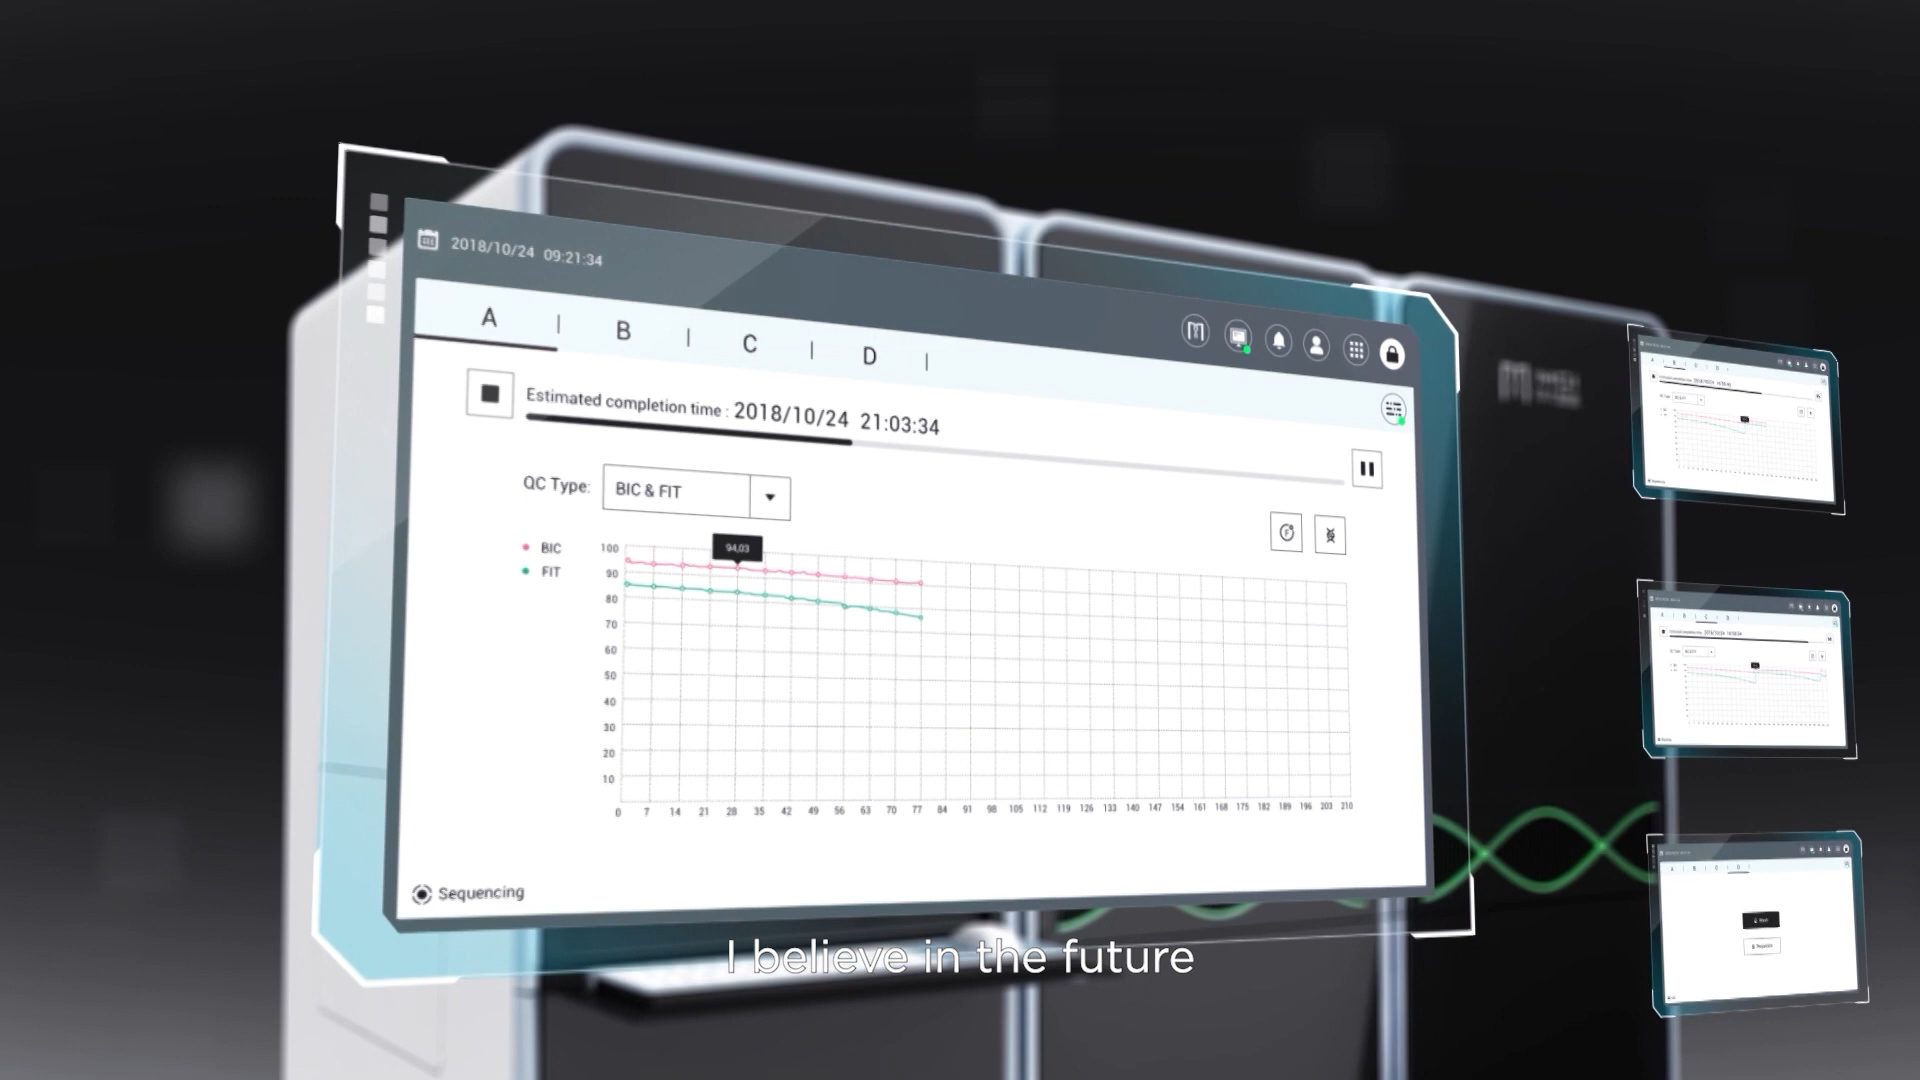 2018/10/24 09:21:34
A B C D
Estimated completion time : 2018/10/24 21:03:34
QC Type: BIC & FIT
BIC
FIT
94,03
100
90
80
70
60
50
40
30
20
10
0 7 14 21 28 35 42 49 56 63 70 77 84 91 98 105 112 119 126 133 140 147 154 161 168 175 182 189 196 203 210
Sequencing
I believe in the future